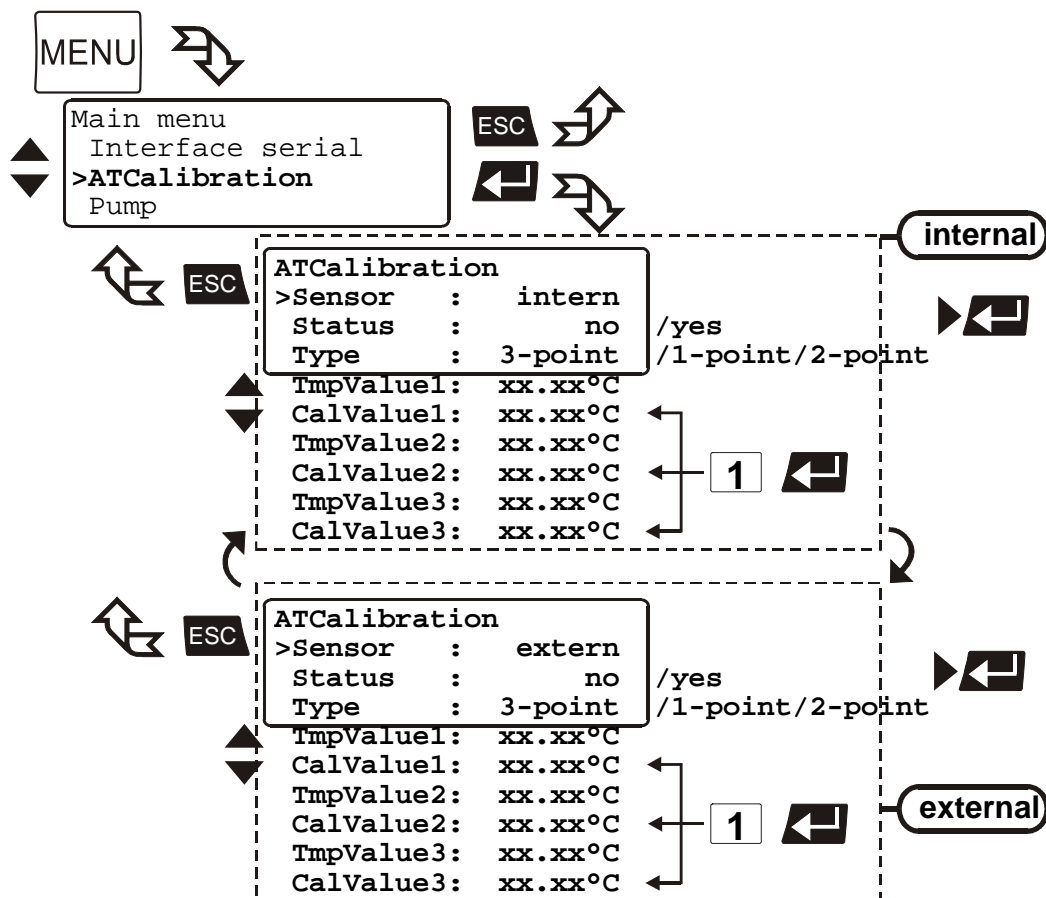 MENU
Main menu
Interface serial
>ATCalibration
Pump
ESC
internal
ESC
ATCalibration
>Sensor : intern
Status : no /yes
Type : 3-point /1-point/2-point
TmpValue1: xx.xx°C
CalValue1: xx.xx°C
TmpValue2: xx.xx°C
CalValue2: xx.xx°C 1
TmpValue3: xx.xx°C
CalValue3: xx.xx°C
ESC
ATCalibration
>Sensor : extern
Status : no /yes
Type : 3-point /1-point/2-point
TmpValue1: xx.xx°C
CalValue1: xx.xx°C
TmpValue2: xx.xx°C
CalValue2: xx.xx°C 1
external
TmpValue3: xx.xx°C
CalValue3: xx.xx°C